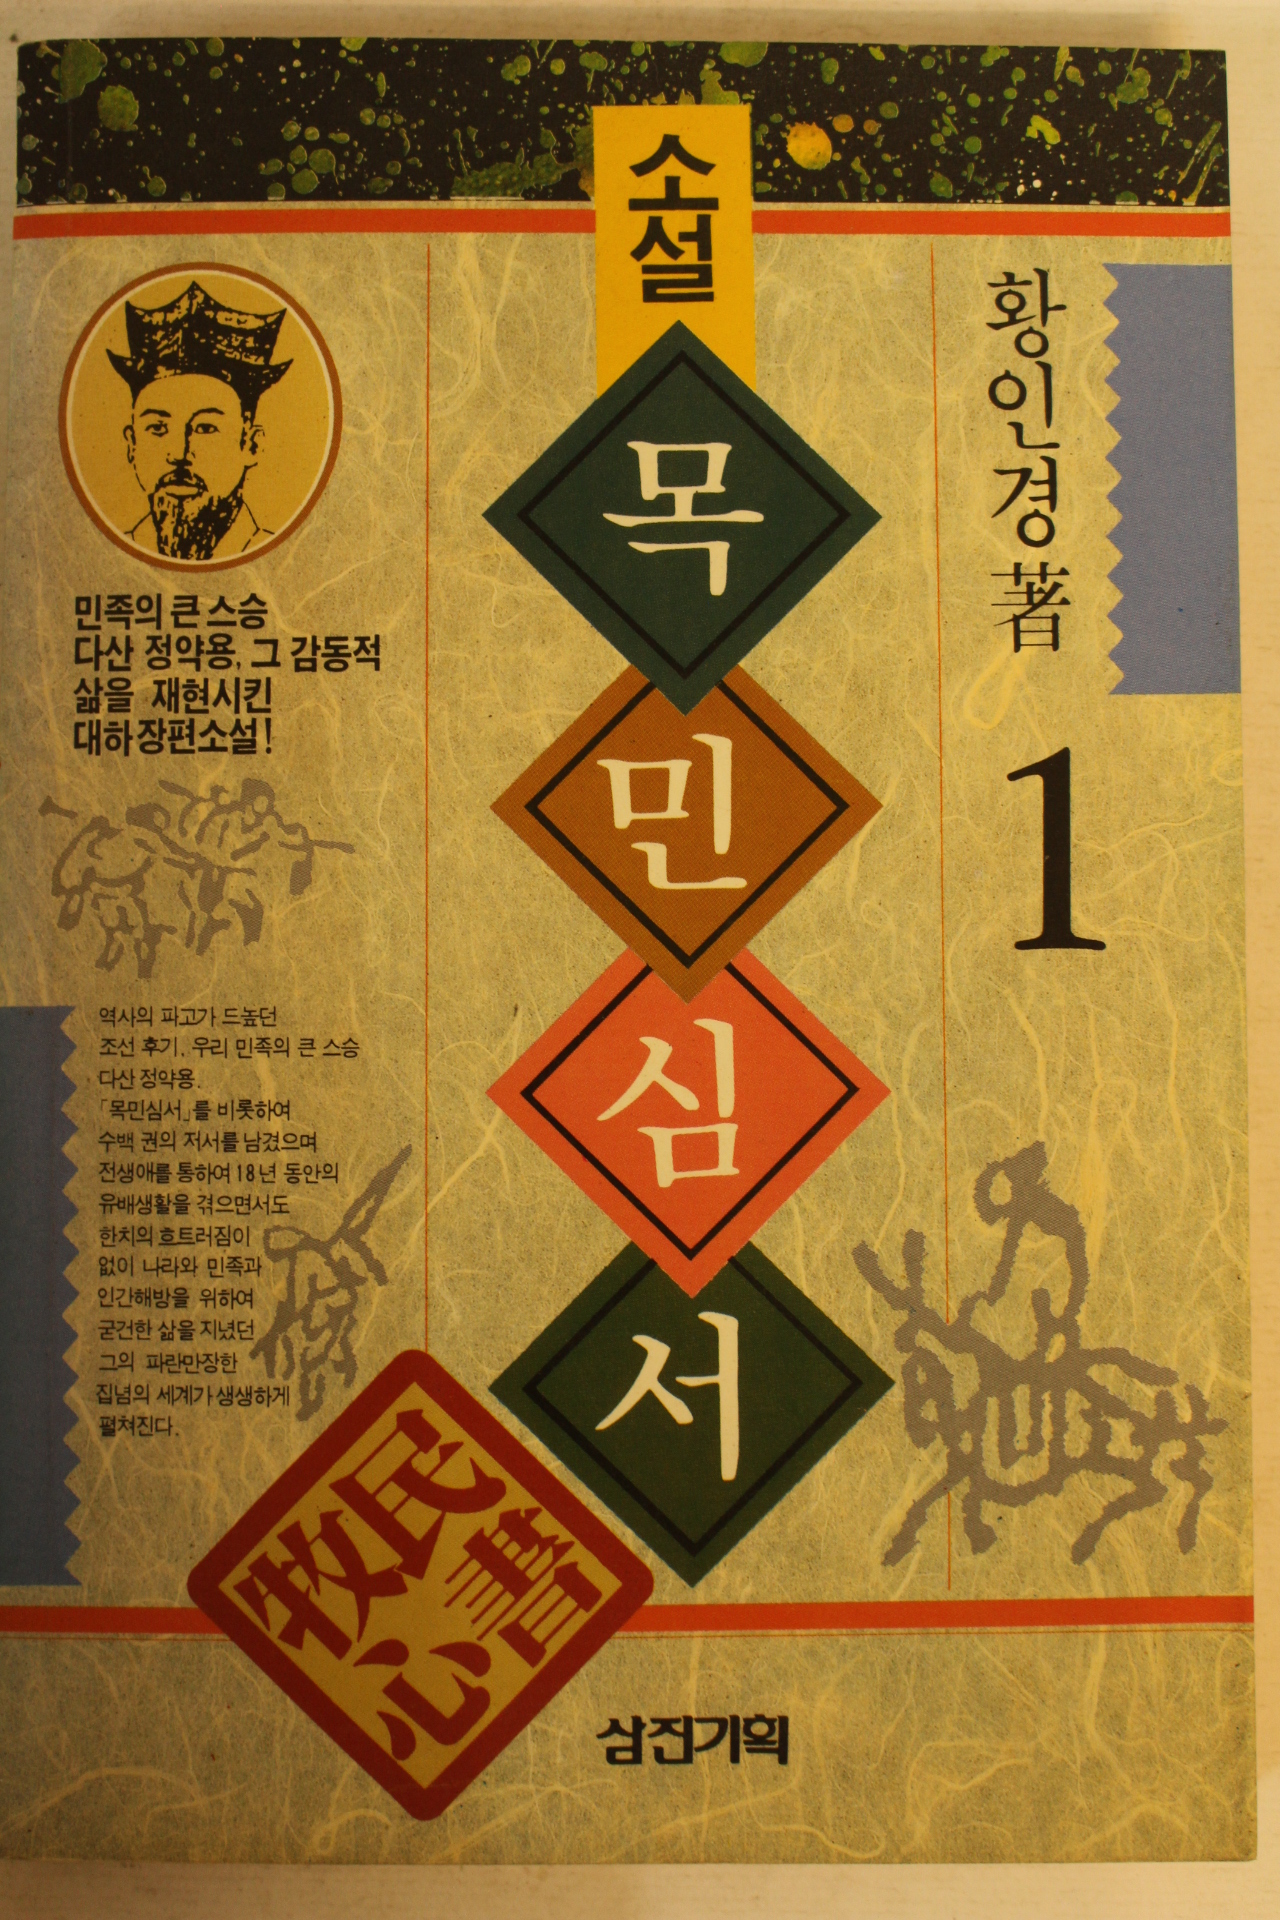 소설
목민심서
황인경 著
1
민족의 큰 스승
다산 정약용, 그 감동적
삶을 재현시킨
대하장편소설!
역사의 파고가 드높던
조선 후기, 우리 민족의 큰 스승
다산 정약용.
「목민심서」를 비롯하여
수백 권의 저서를 남겼으며
전생애를 통하여 18년 동안의
유배생활을 겪으면서도
한치의 흐트러짐이
없이 나라와 민족과
인간해방을 위하여
굳건한 삶을 지녔던
그의 파란만장한
집념의 세계가 생생하게
펼쳐진다.
牧民
心書
삼진기획